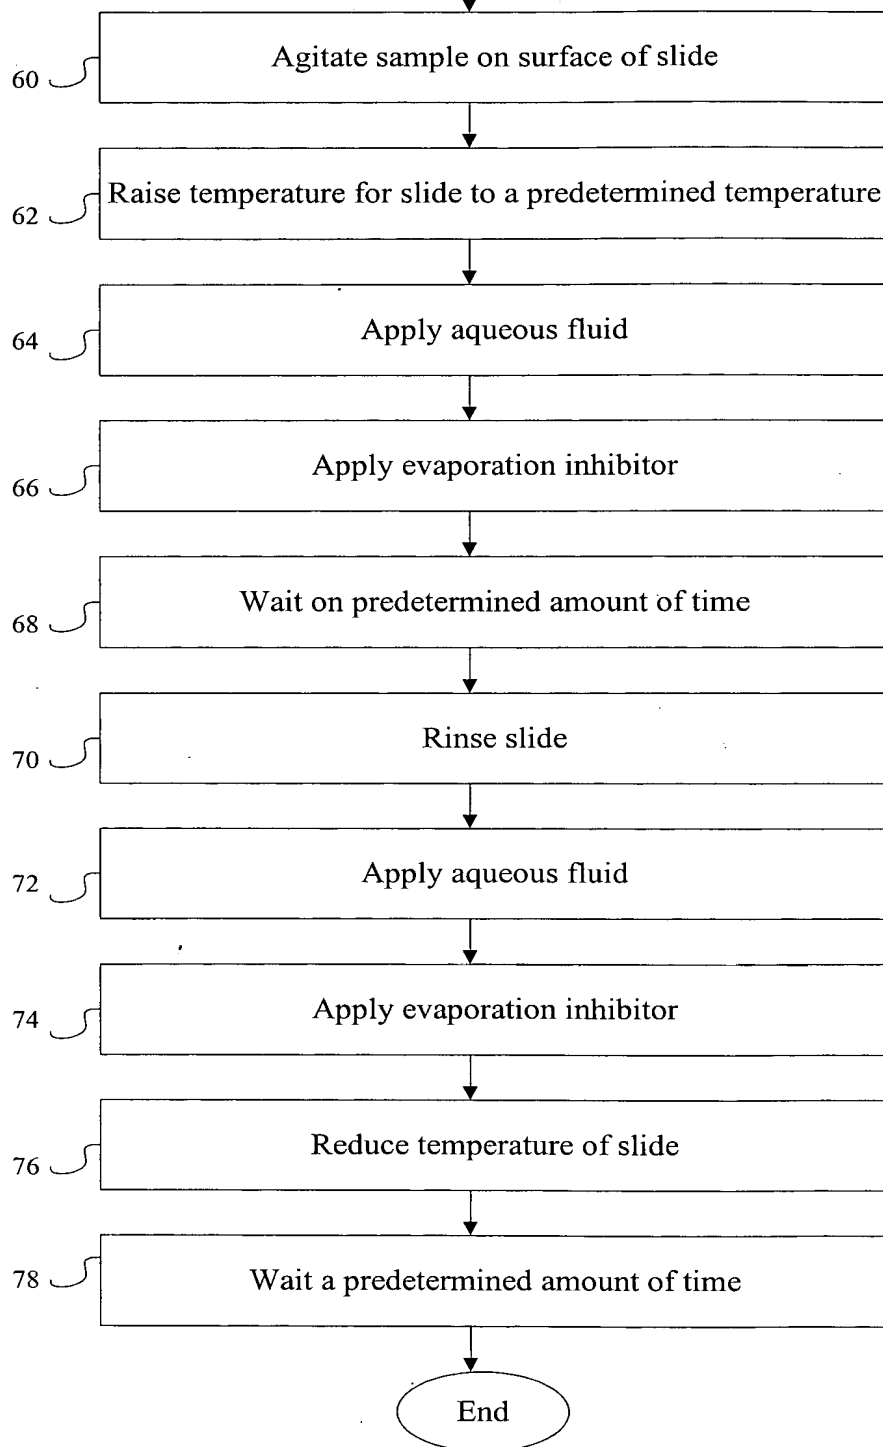 60 Agitate sample on surface of slide
62 Raise temperature for slide to a predetermined temperature
64 Apply aqueous fluid
66 Apply evaporation inhibitor
68 Wait on predetermined amount of time
70 Rinse slide
72 Apply aqueous fluid
74 Apply evaporation inhibitor
76 Reduce temperature of slide
78 Wait a predetermined amount of time
End